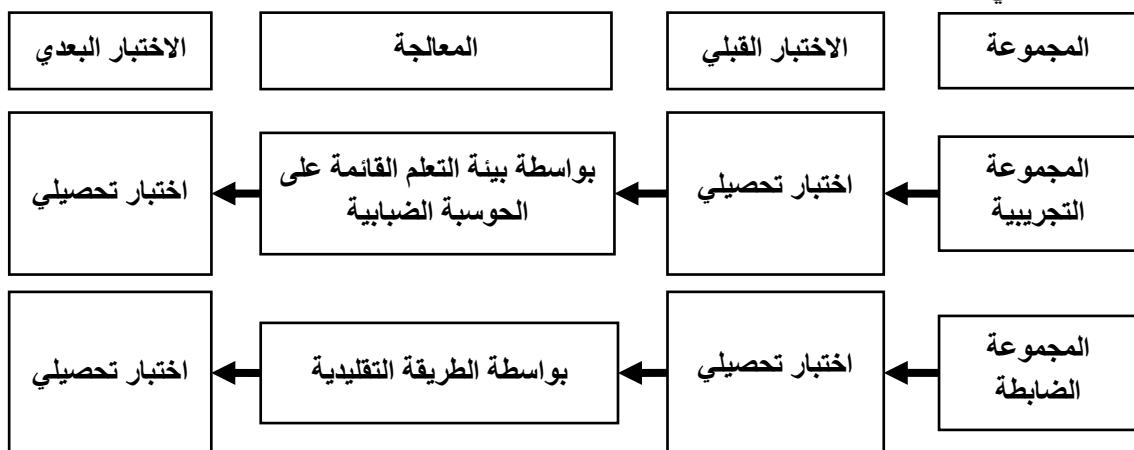 المجموعة
الاختبار القبلي
المعالجة
الاختبار البعدي
المجموعة
التجريبية
اختبار تحصيلي
بواسطة بيئة التعلم القائمة على
الحوسبة الضبابية
اختبار تحصيلي
المجموعة
الضابطة
اختبار تحصيلي
بواسطة الطريقة التقليدية
اختبار تحصيلي